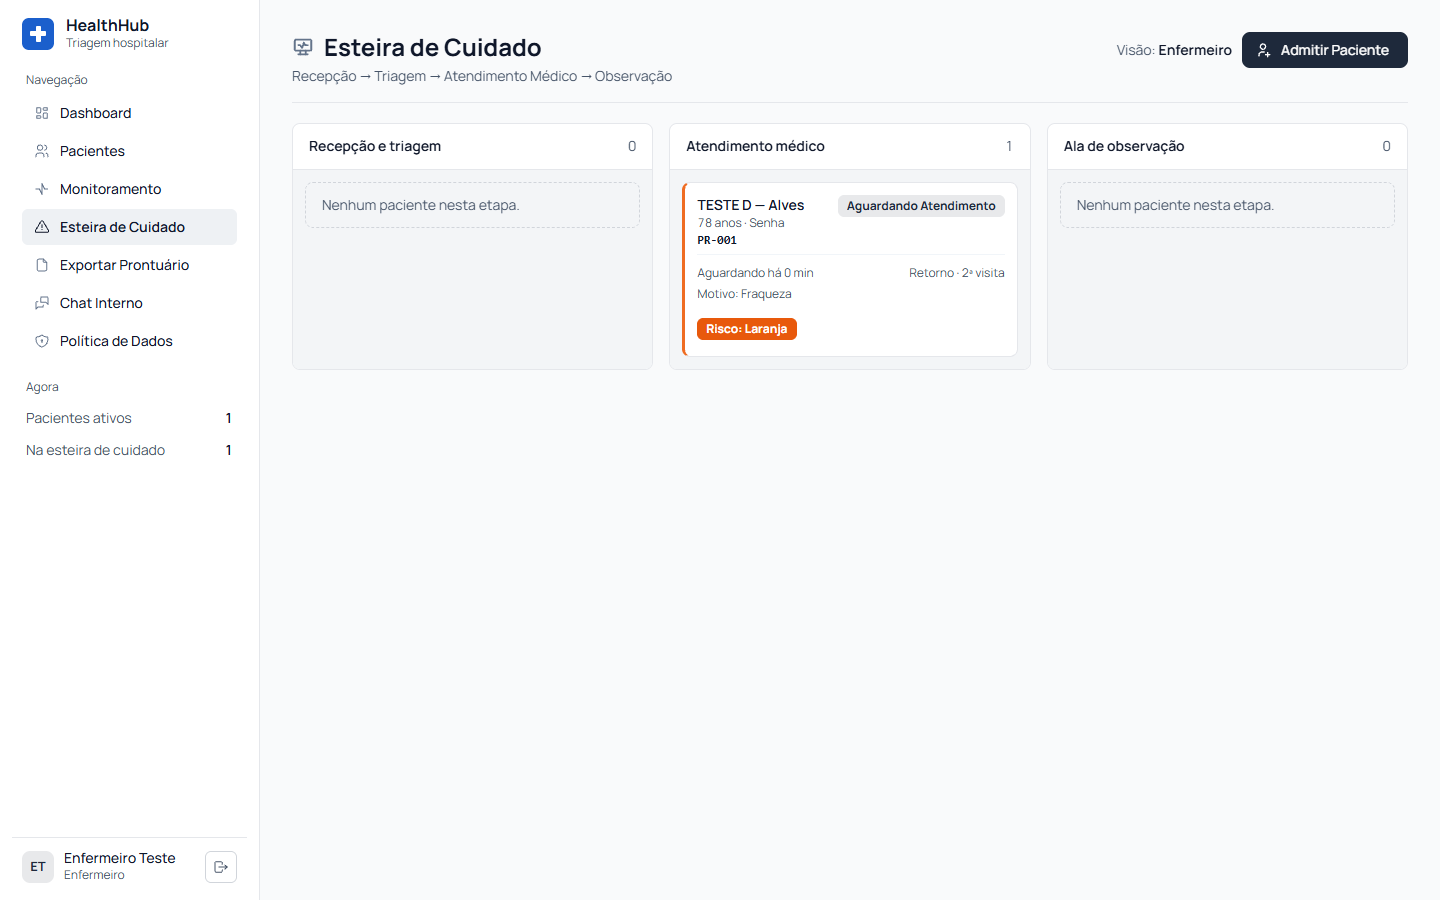 HealthHub
Triagem hospitalar
Navegação
Dashboard
Pacientes
Monitoramento
Esteira de Cuidado
Exportar Prontuário
Chat Interno
Política de Dados
Agora
Pacientes ativos 1
Na esteira de cuidado 1
ET
Enfermeiro Teste
Enfermeiro
Esteira de Cuidado
Recepção → Triagem → Atendimento Médico → Observação
Visão: Enfermeiro
Admitir Paciente
Recepção e triagem 0
Nenhum paciente nesta etapa.
Atendimento médico 1
TESTE D — Alves
Aguardando Atendimento
78 anos · Senha
PR-001
Aguardando há 0 min
Retorno · 2ª visita
Motivo: Fraqueza
Risco: Laranja
Ala de observação 0
Nenhum paciente nesta etapa.